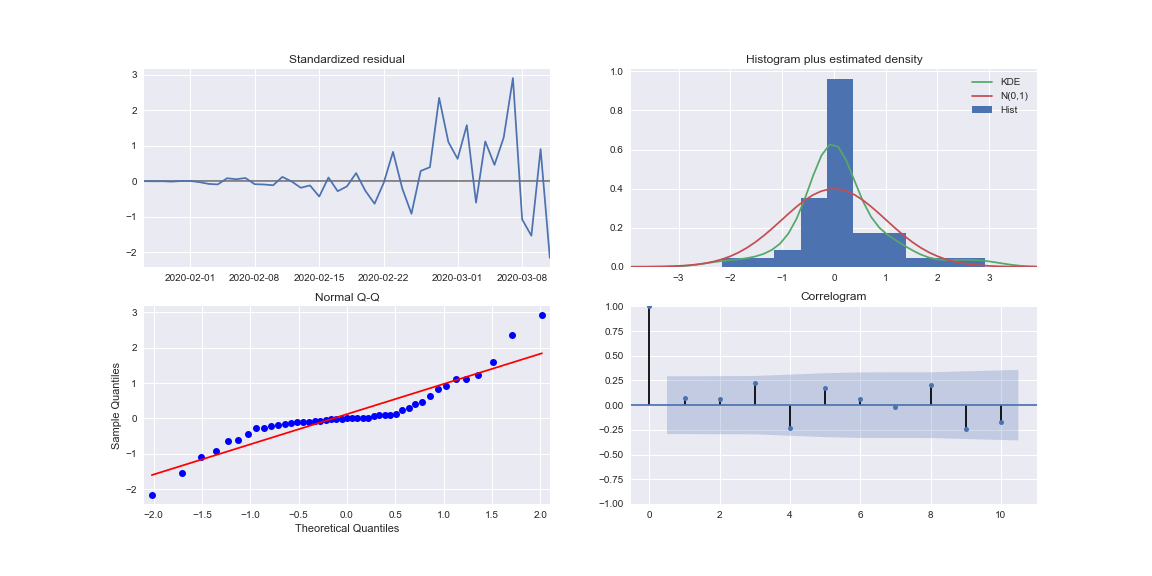 Standardized residual
3
2
1
0
−1
−2
2020-02-01 2020-02-08 2020-02-15 2020-02-22 2020-03-01 2020-03-08
Histogram plus estimated density
1.0
0.8
0.6
0.4
0.2
0.0
KDE
N(0,1)
Hist
−3 −2 −1 0 1 2 3
Normal Q-Q
3
2
1
0
−1
−2
Sample Quantiles
−2.0 −1.5 −1.0 −0.5 0.0 0.5 1.0 1.5 2.0
Theoretical Quantiles
Correlogram
1.00
0.75
0.50
0.25
0.00
−0.25
−0.50
−0.75
−1.00
0 2 4 6 8 10